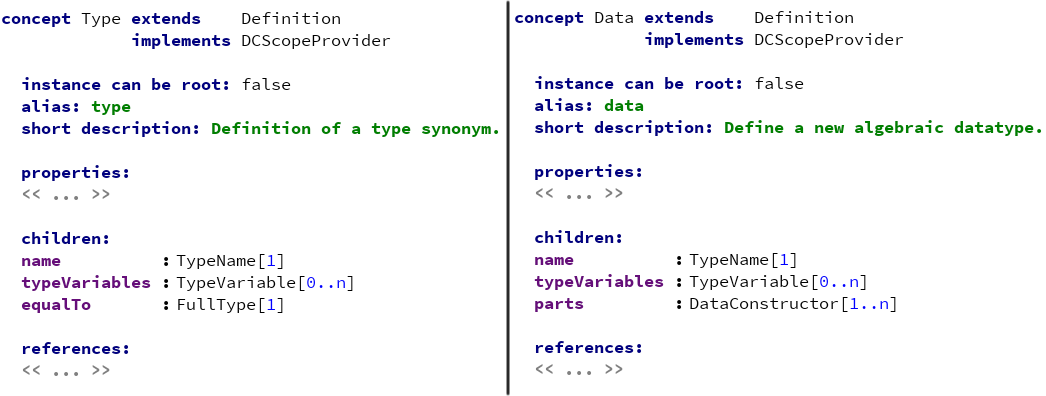 concept Type extends    Definition
             implements DCScopeProvider
  instance can be root: false
  alias: type
  short description: Definition of a type synonym.
  properties:
  << ... >>
  children:
  name          : TypeName[1]
  typeVariables : TypeVariable[0..n]
  equalTo       : FullType[1]
  references:
  << ... >>
concept Data extends    Definition
             implements DCScopeProvider
  instance can be root: false
  alias: data
  short description: Define a new algebraic datatype.
  properties:
  << ... >>
  children:
  name          : TypeName[1]
  typeVariables : TypeVariable[0..n]
  parts         : DataConstructor[1..n]
  references:
  << ... >>